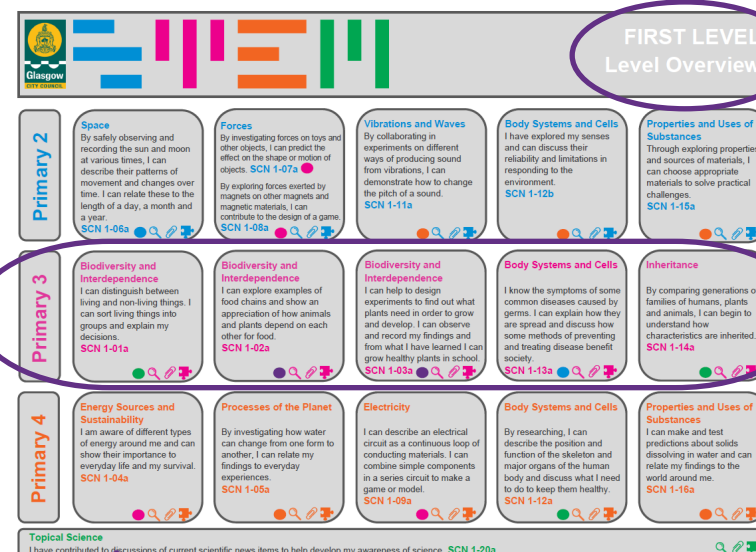 Glasgow
CITY COUNCIL
FIRST LEVEL
Level Overview
Primary 2
Space
By safely observing and
recording the sun and moon
at various times, I can
describe their patterns of
movement and changes over
time. I can relate these to the
length of a day, a month and
a year.
SCN 1-06a
Forces
By investigating forces on toys and
other objects, I can predict the
effect on the shape or motion of
objects. SCN 1-07a
By exploring forces exerted by
magnets on other magnets and
magnetic materials, I can
contribute to the design of a game.
SCN 1-08a
Vibrations and Waves
By collaborating in
experiments on different
ways of producing sound
from vibrations, I can
demonstrate how to change
the pitch of a sound.
SCN 1-11a
Body Systems and Cells
I have explored my senses
and can discuss their
reliability and limitations in
responding to the
environment.
SCN 1-12b
Properties and Uses of
Substances
Through exploring properties
and sources of materials, I
can choose appropriate
materials to solve practical
challenges.
SCN 1-15a
Primary 3
Biodiversity and
Interdependence
I can distinguish between
living and non-living things. I
can sort living things into
groups and explain my
decisions.
SCN 1-01a
Biodiversity and
Interdependence
I can explore examples of
food chains and show an
appreciation of how animals
and plants depend on each
other for food.
SCN 1-02a
Biodiversity and
Interdependence
I can help to design
experiments to find out what
plants need in order to grow
and develop. I can observe
and record my findings and
from what I have learned I can
grow healthy plants in school.
SCN 1-03a
Body Systems and Cells
I know the symptoms of some
common diseases caused by
germs. I can explain how they
are spread and discuss how
some methods of preventing
and treating disease benefit
society.
SCN 1-13a
Inheritance
By comparing generations of
families of humans, plants
and animals, I can begin to
understand how
characteristics are inherited.
SCN 1-14a
Primary 4
Energy Sources and
Sustainability
I am aware of different types
of energy around me and can
show their importance to
everyday life and my survival.
SCN 1-04a
Processes of the Planet
By investigating how water
can change from one form to
another, I can relate my
findings to everyday
experiences.
SCN 1-05a
Electricity
I can describe an electrical
circuit as a continuous loop of
conducting materials. I can
combine simple components
in a series circuit to make a
game or model.
SCN 1-09a
Body Systems and Cells
By researching, I can
describe the position and
function of the skeleton and
major organs of the human
body and discuss what I need
to do to keep them healthy.
SCN 1-12a
Properties and Uses of
Substances
I can make and test
predictions about solids
dissolving in water and can
relate my findings to the
world around me.
SCN 1-16a
Topical Science
I have contributed to discussions of current scientific news items to help develop my awareness of science. SCN 1-20a